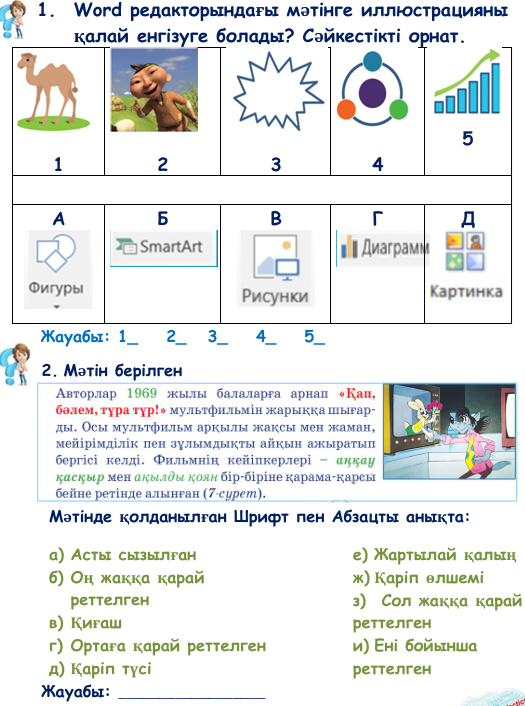 1. Word редакторындағы мәтінге иллюстрацияны
қалай енгізуге болады? Сәйкестікті орнат.
1 2 3 4 5
А Б В Г Д
Фигуры
SmartArt
Рисунки
Диаграмм
Картинка
Жауабы: 1_ 2_ 3_ 4_ 5_
2. Мәтін берілген
Авторлар 1969 жылы балаларға арнап «Қап,
бәлем, тұра тұр!» мультфильмін жарыққа шығар-
ды. Осы мультфильм арқылы жақсы мен жаман,
мейірімділік пен зұлымдықты айқын ажыратып
бергісі келді. Фильмнің кейіпкерлері – аңқау
қасқыр мен ақылды қоян бір-біріне қарама-қарсы
бейне ретінде алынған (7-сурет).
Мәтінде қолданылған Шрифт пен Абзацты анықта:
а) Асты сызылған
б) Оң жаққа қарай
реттелген
в) Қиғаш
г) Ортаға қарай реттелген
д) Қаріп түсі
е) Жартылай қалың
ж) Қаріп өлшемі
з) Сол жаққа қарай
реттелген
и) Ені бойынша
реттелген
Жауабы: _______________